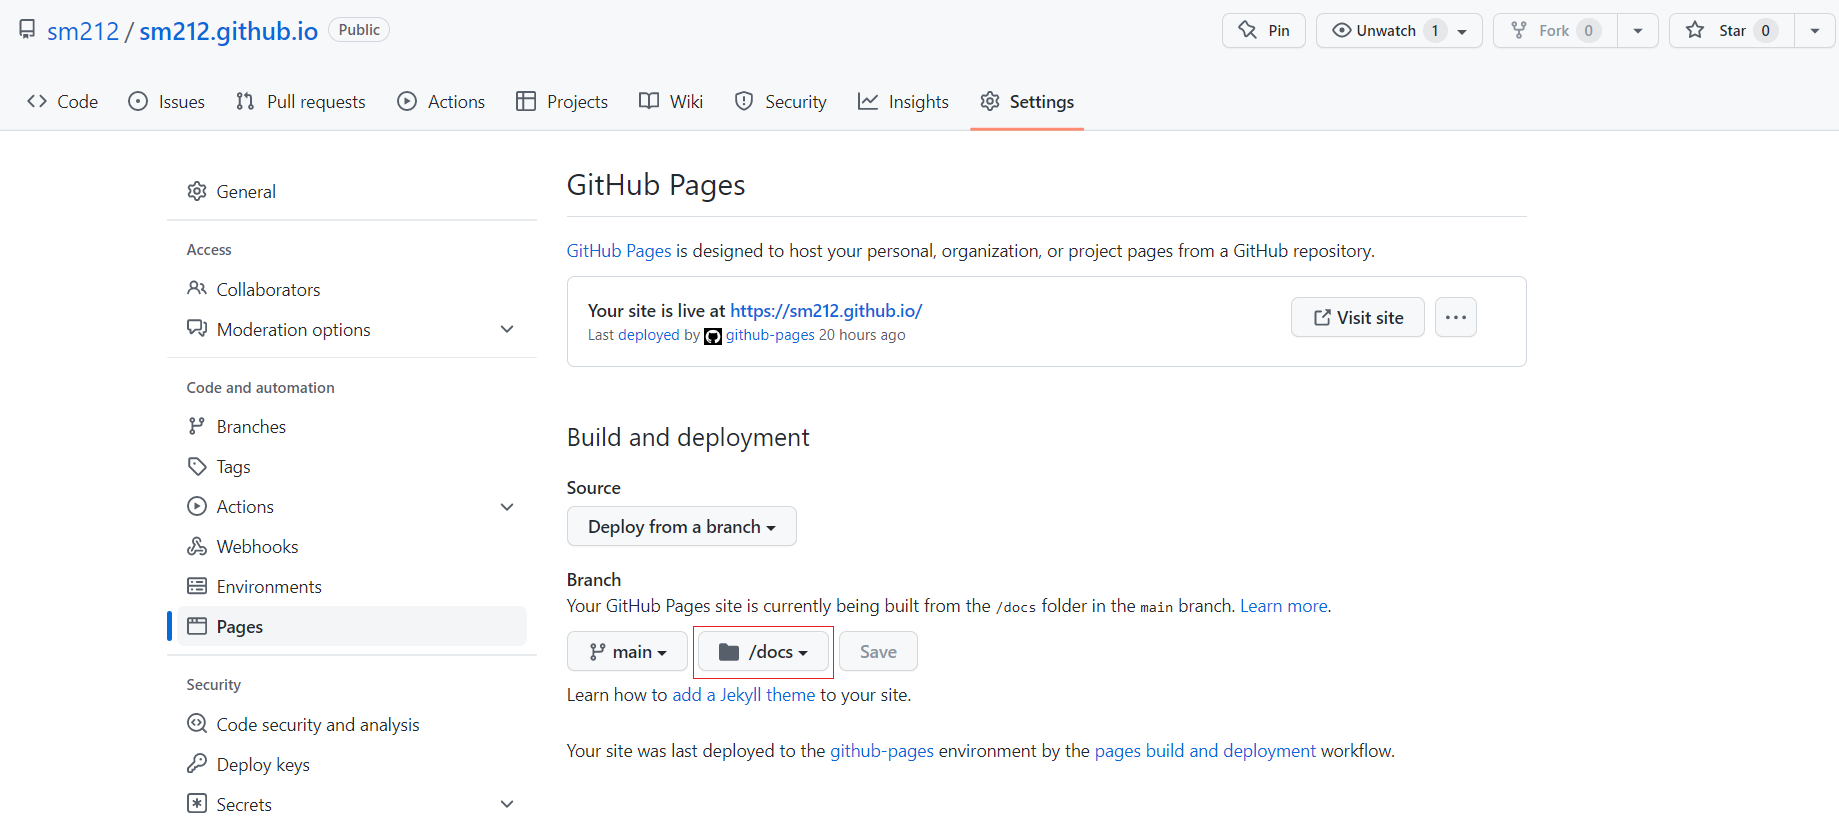 sm212 / sm212.github.io Public Pin Unwatch 1 Fork 0 Star 0
Code Issues Pull requests Actions Projects Wiki Security Insights Settings
General
Access
Collaborators
Moderation options
Code and automation
Branches
Tags
Actions
Webhooks
Environments
Pages
Security
Code security and analysis
Deploy keys
Secrets
GitHub Pages
GitHub Pages is designed to host your personal, organization, or project pages from a GitHub repository.
Your site is live at https://sm212.github.io/
Last deployed by github-pages 20 hours ago
Visit site
Build and deployment
Source
Deploy from a branch
Branch
Your GitHub Pages site is currently being built from the /docs folder in the main branch. Learn more.
main /docs Save
Learn how to add a Jekyll theme to your site.
Your site was last deployed to the github-pages environment by the pages build and deployment workflow.